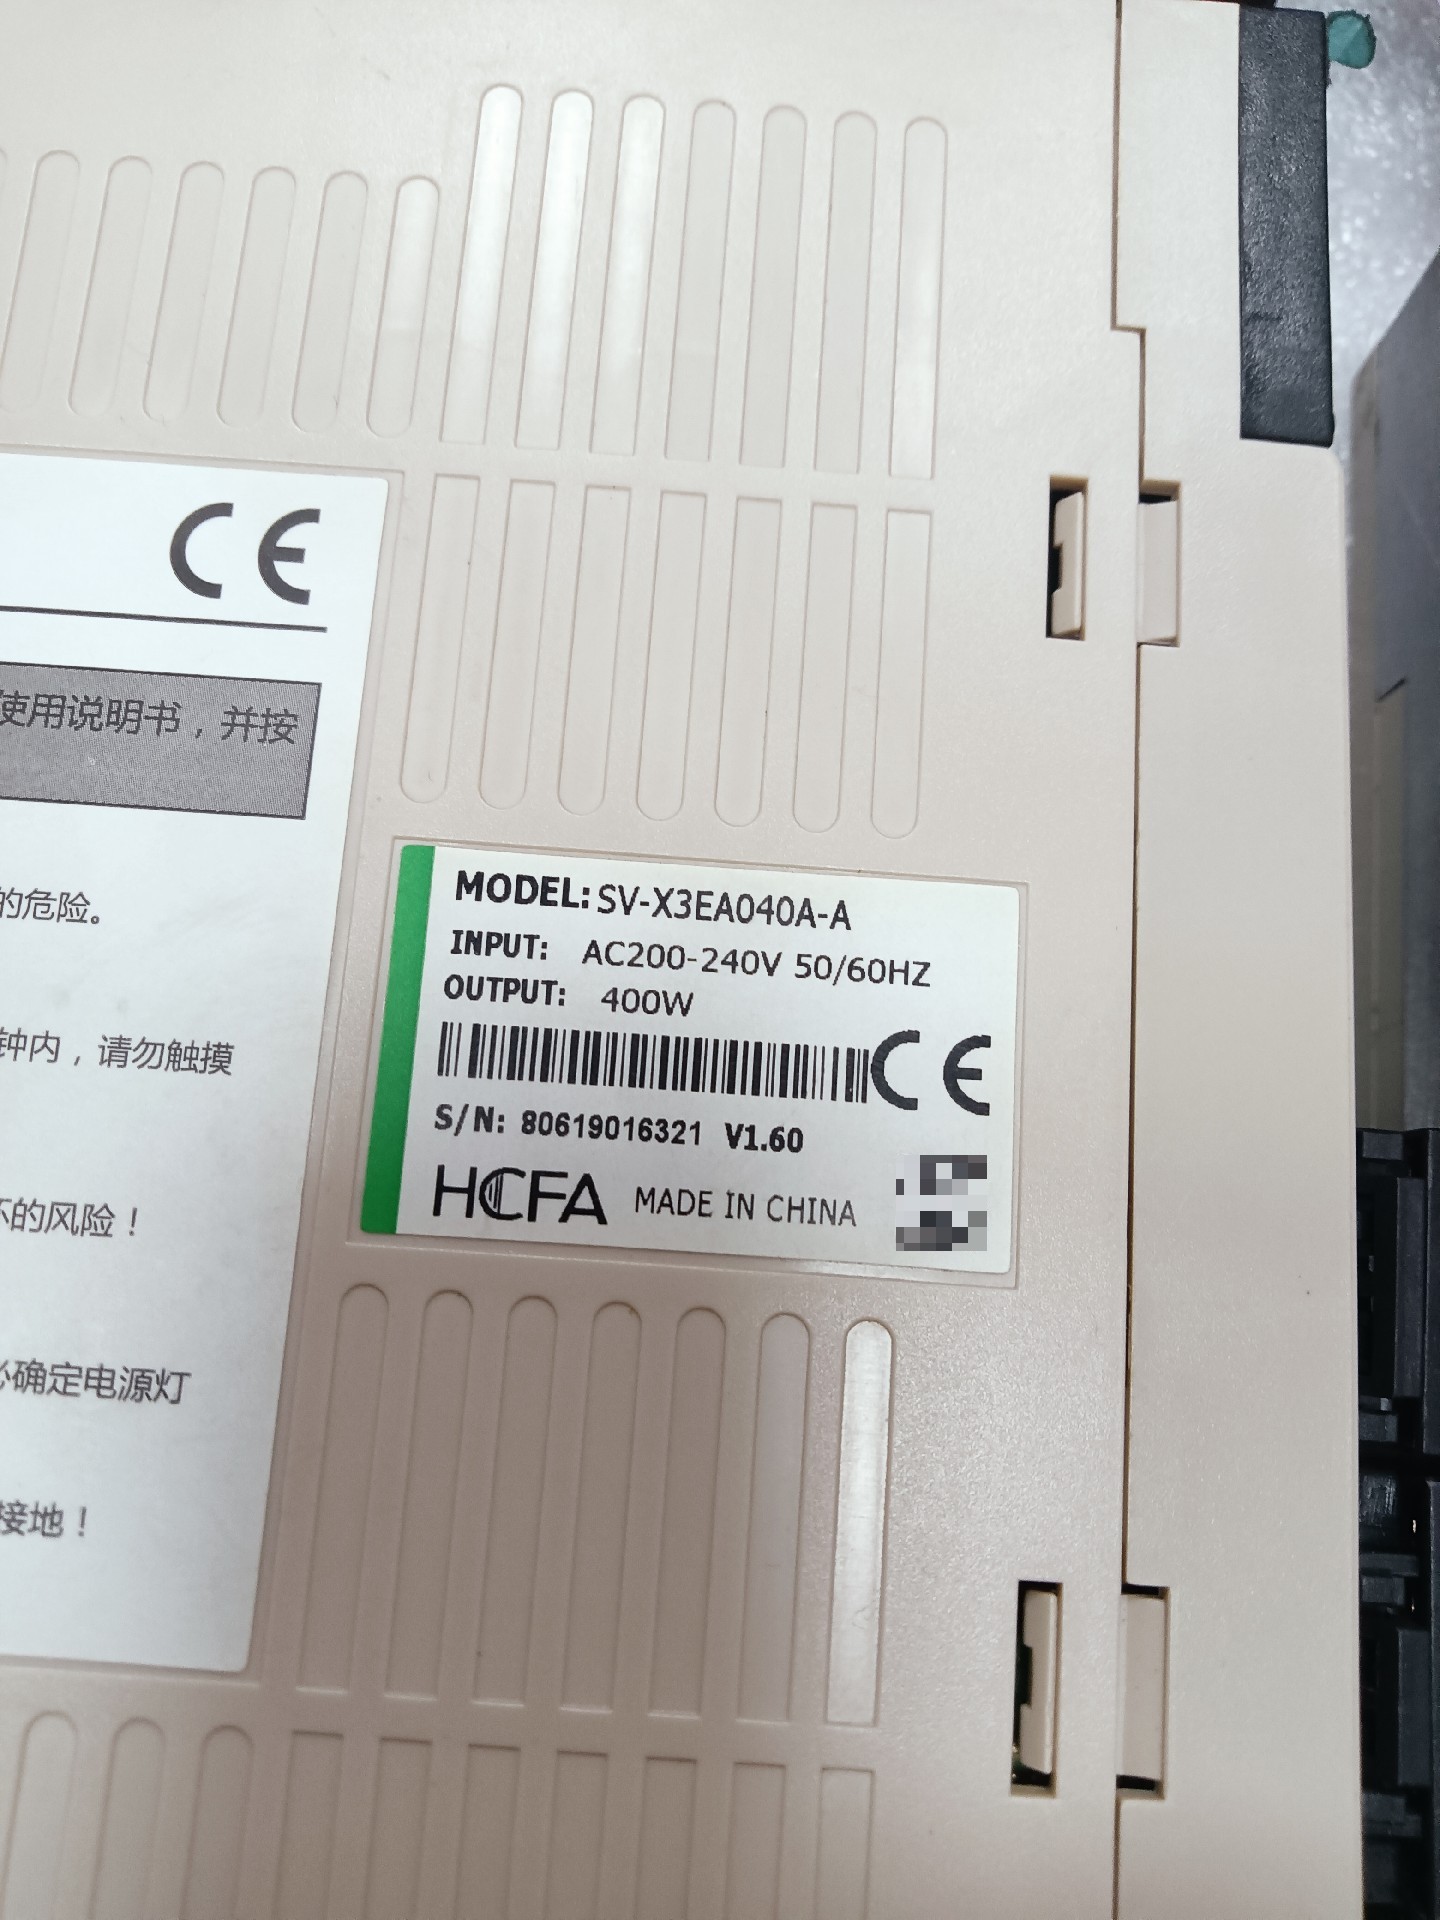 CE
使用说明书，并按
的危险。
钟内，请勿触摸
的风险！
确定电源灯
接地！
MODEL: SV-X3EA040A-A
INPUT: AC200-240V 50/60HZ
OUTPUT: 400W
CE
S/N: 80619016321 V1.60
HCFA MADE IN CHINA